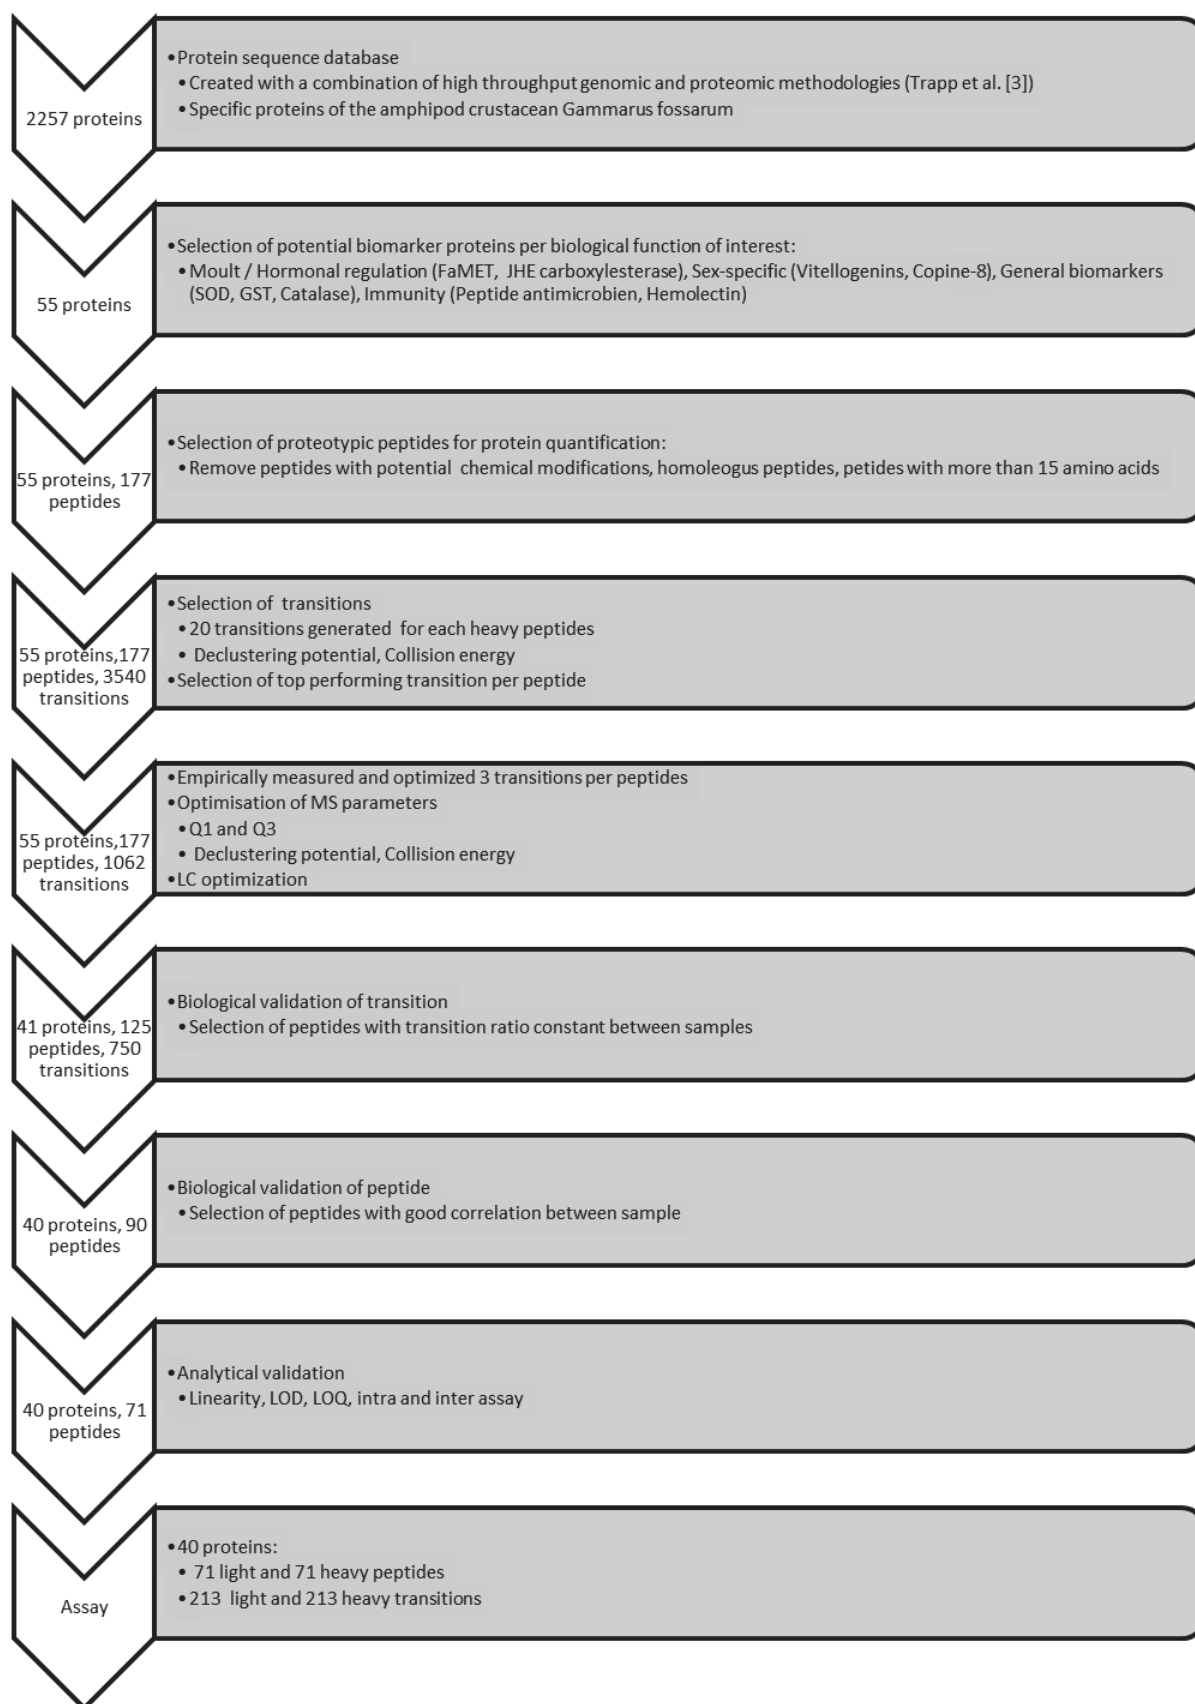 2257 proteins
•Protein sequence database
•Created with a combination of high throughput genomic and proteomic methodologies (Trapp et al. [3])
•Specific proteins of the amphipod crustacean Gammarus fossarum
55 proteins
•Selection of potential biomarker proteins per biological function of interest:
•Moult / Hormonal regulation (FaMET, JHE carboxylesterase), Sex-specific (Vitellogenins, Copine-8), General biomarkers
(SOD, GST, Catalase), Immunity (Peptide antimicrobien, Hemolectin)
55 proteins, 177
peptides
•Selection of proteotypic peptides for protein quantification:
•Remove peptides with potential chemical modifications, homoleogus peptides, petides with more than 15 amino acids
55 proteins,177
peptides, 3540
transitions
•Selection of transitions
•20 transitions generated for each heavy peptides
• Declustering potential, Collision energy
•Selection of top performing transition per peptide
55 proteins,177
peptides, 1062
transitions
•Empirically measured and optimized 3 transitions per peptides
•Optimisation of MS parameters
•Q1 and Q3
• Declustering potential, Collision energy
•LC optimization
41 proteins, 125
peptides, 750
transitions
•Biological validation of transition
•Selection of peptides with transition ratio constant between samples
40 proteins, 90
peptides
•Biological validation of peptide
•Selection of peptides with good correlation between sample
40 proteins, 71
peptides
•Analytical validation
•Linearity, LOD, LOQ, intra and inter assay
Assay
•40 proteins:
• 71 light and 71 heavy peptides
•213 light and 213 heavy transitions